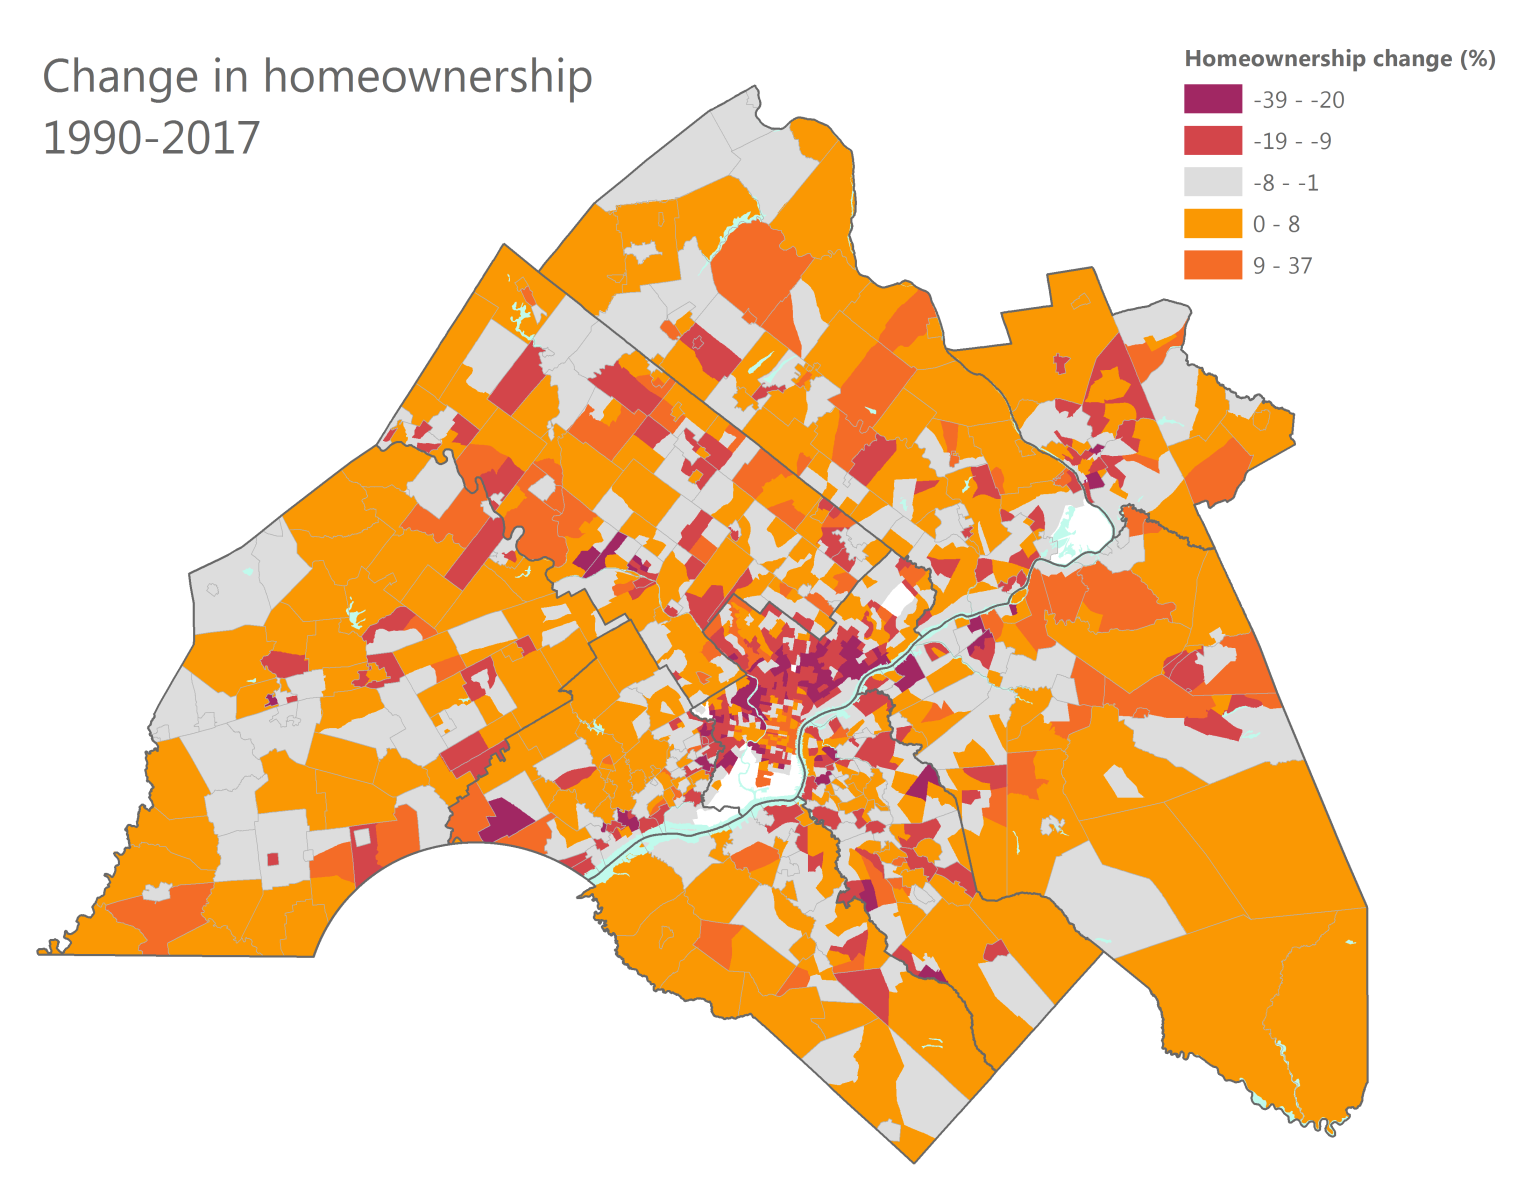 Change in homeownership
1990-2017
Homeownership change (%)
-39 - -20
-19 - -9
-8 - -1
0 - 8
9 - 37